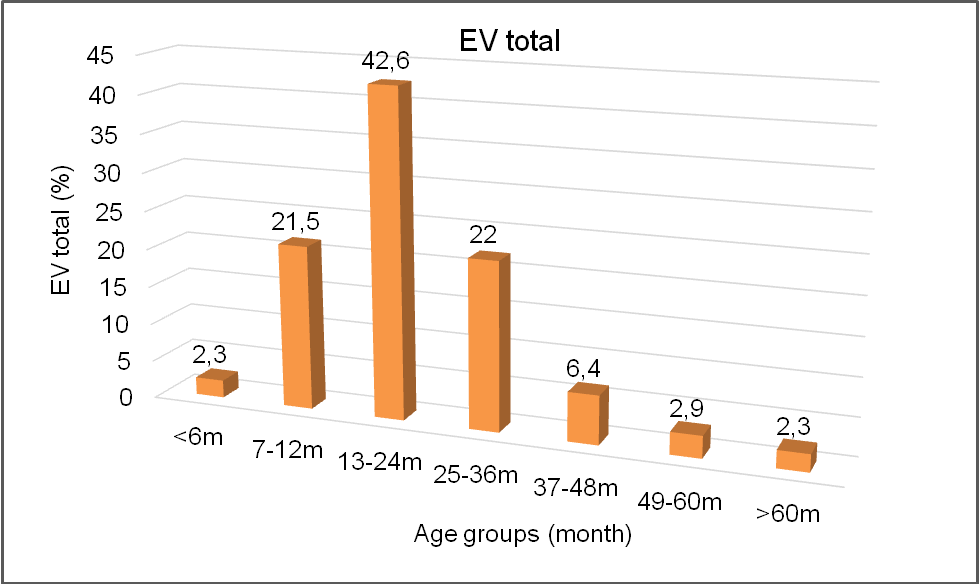 EV total
45
40
35
30
25
20
15
10
5
0
EV total (%)
2,3
21,5
42,6
22
6,4
2,9
2,3
<6m
7-12m
13-24m
25-36m
37-48m
49-60m
>60m
Age groups (month)